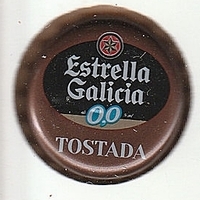 Estrella
Galicia
0,0
TOSTADA